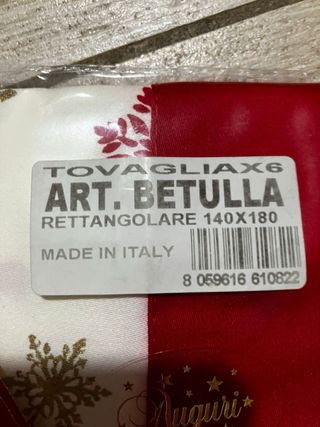 TOVAGLIAX6
ART. BETULLA
RETTANGOLARE 140X180
MADE IN ITALY
8 059616 610822
Auguri